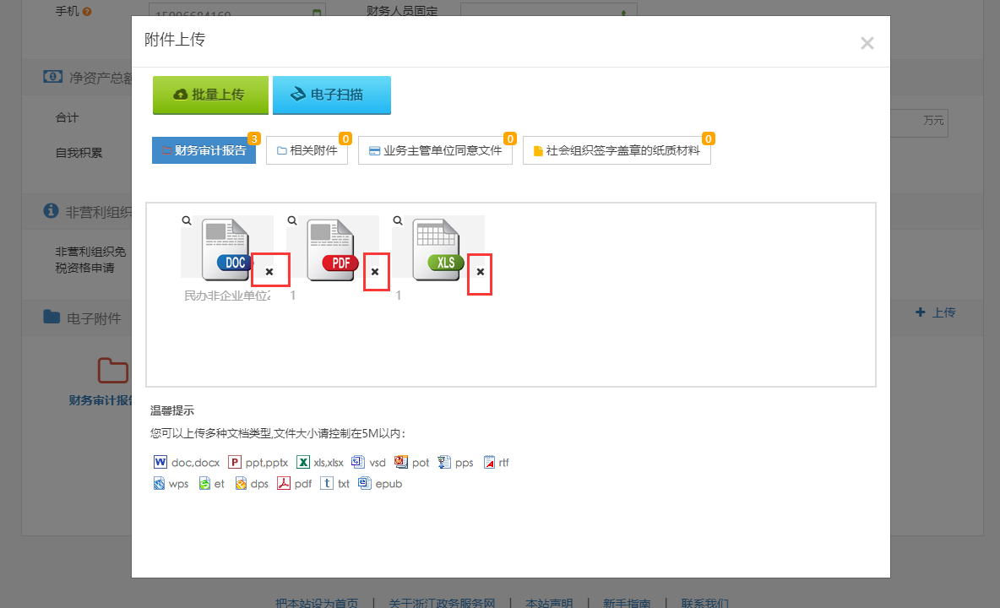 手机
财务人员固定
附件上传
净资产总额
批量上传
电子扫描
合计
万元
财务审计报告
3
相关附件
0
业务主管单位同意文件
0
社会组织签字盖章的纸质材料
0
自我积累
非营利组织
DOC
PDF
XLS
非营利组织免
税资格申请
民办非企业单位
1
1
电子附件
上传
财务审计报告
温馨提示
您可以上传多种文档类型,文件大小请控制在5M以内:
doc,docx ppt,pptx xls,xlsx vsd pot pps rtf
wps et dps pdf txt epub
把本站设为首页 | 关于浙江政务服务网 | 本站声明 | 新手指南 | 联系我们